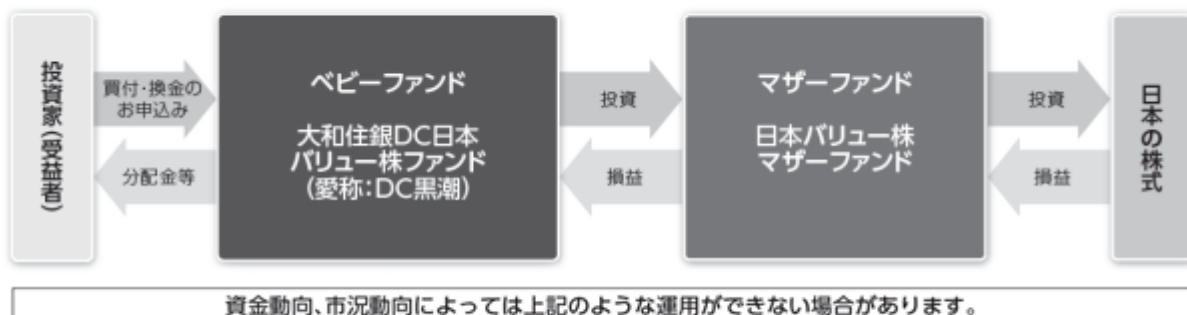 投資家(受益者)
買付・換金の
お申込み
分配金等
ベビーファンド
大和住銀DC日本
バリュー株ファンド
(愛称:DC黒潮)
投資
損益
マザーファンド
日本バリュー株
マザーファンド
投資
損益
日本の株式
資金動向、市況動向によっては上記のような運用ができない場合があります。